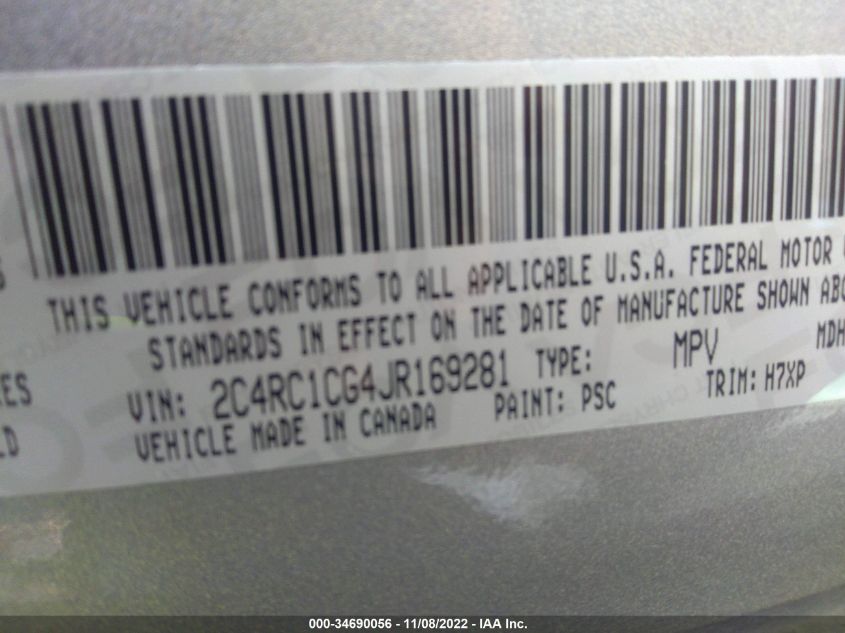 THIS VEHICLE CONFORMS TO ALL APPLICABLE U.S.A. FEDERAL MOTOR
STANDARDS IN EFFECT ON THE DATE OF MANUFACTURE SHOWN ABO
VIN: 2C4RC1CG4JR169281 TYPE: MPV MDH
VEHICLE MADE IN CANADA PAINT: PSC TRIM: H7XP
000-34690056 - 11/08/2022 - IAA Inc.